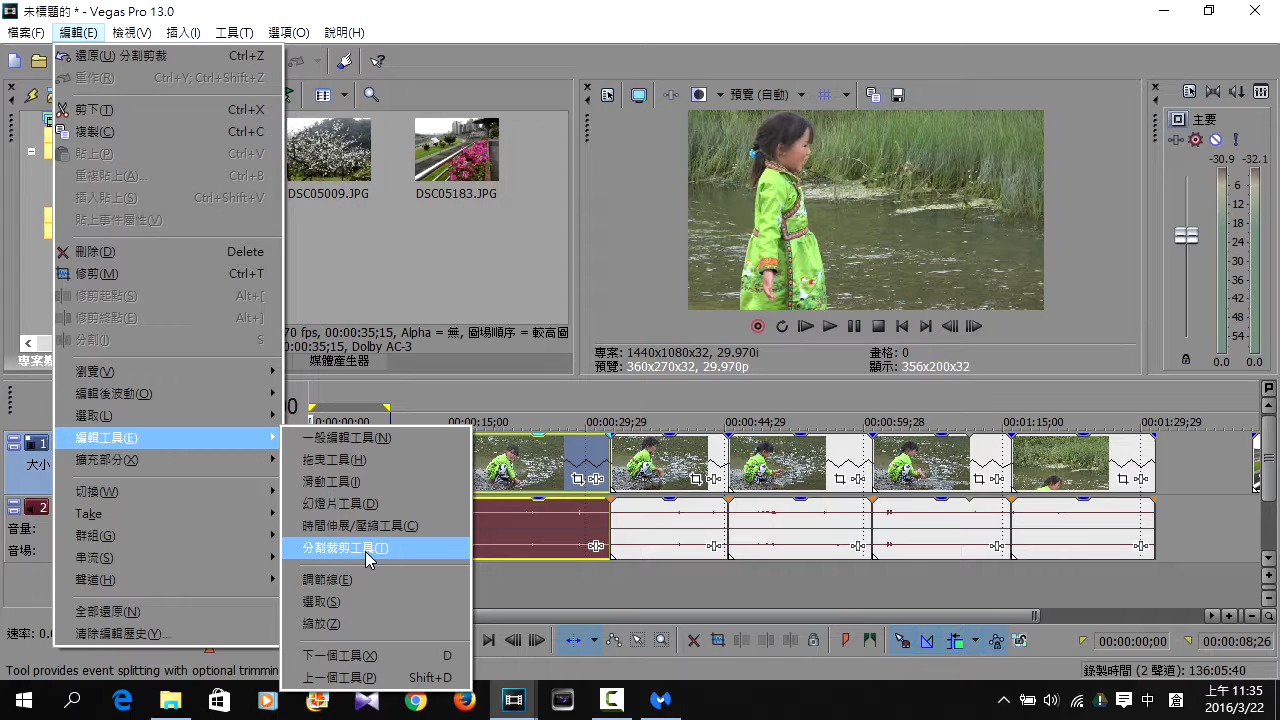 未標題的 * - Vegas Pro 13.0
檔案(F) 編輯(E) 檢視(V) 插入(I) 工具(T) 選項(O) 說明(H)
還原(U) 分割剪裁 Ctrl+Z
重作(R) Ctrl+Y; Ctrl+Shift+Z
剪下(T) Ctrl+X
複製(C) Ctrl+C
貼上(P) Ctrl+V
重複貼上(A)... Ctrl+B
插入貼上(S) Ctrl+Shift+V
貼上事件屬性(V)
刪除(D) Delete
修剪(M) Ctrl+T
修剪起點(S) Alt+[
修剪終點(E) Alt+]
分割(I) S
瀏覽(V)
編輯後波動(O)
選取(L)
編輯工具(E)
擴充部分(X)
切換(W)
Take
群組(G)
串流(S)
聲道(H)
全部還原(N)
清除編輯歷史(Y)...
一般編輯工具(N)
拖曳工具(H)
滑動工具(I)
幻燈片工具(D)
時間伸展/壓縮工具(C)
分割裁剪工具(T)
調節線(E)
選取(S)
縮放(Z)
下一個工具(X) D
上一個工具(P) Shift+D
DSC05009.JPG DSC05183.JPG
70 fps, 00:00:35;15, Alpha = 無, 圖場順序 = 較高圖
00:35;15, Dolby AC-3
媒體產生器
預覽 (自動)
專案: 1440x1080x32, 29.970i 畫格: 0
預覽: 360x270x32, 29.970p 顯示: 356x200x32
主要
-30.9 -32.1
6
12
18
24
30
36
42
48
54
0.0 0.0
00:00:00;00 00:00:15;00 00:00:29;29 00:00:44;29 00:00:59;28 00:01:15;00 00:01:29;29
1
大小
2
音量:
音場:
速率: 0.0
00:00:00;00 00:00:08;26
Tool provides event splitting with optional trimmin
錄製時間 (2 聲道): 136:05:40
中
上午 11:35
2016/3/22